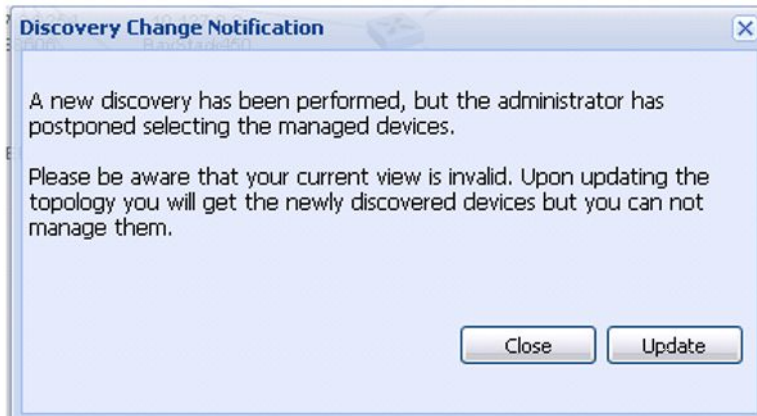 Discovery Change Notification
A new discovery has been performed, but the administrator has
postponed selecting the managed devices.
Please be aware that your current view is invalid. Upon updating the
topology you will get the newly discovered devices but you can not
manage them.
Close
Update